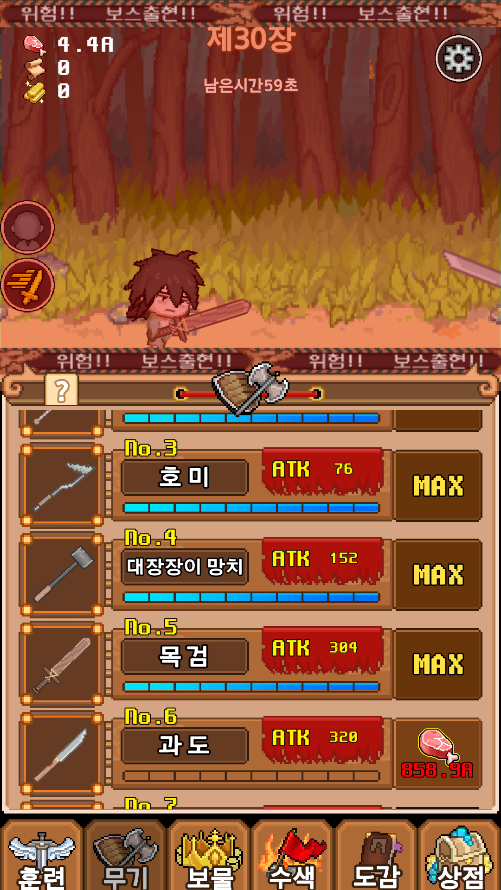 위험!! 보스출현!! 위험!! 보스출현!!
4.4A
0
0
제30장
남은시간59초
위험!! 보스출현!! 위험!! 보스출현!!
?
No.3
호미
ATK 76
MAX
No.4
대장장이 망치
ATK 152
MAX
No.5
목검
ATK 304
MAX
No.6
과도
ATK 320
858.9A
No.7
훈련 무기 보물 수색 도감 상점